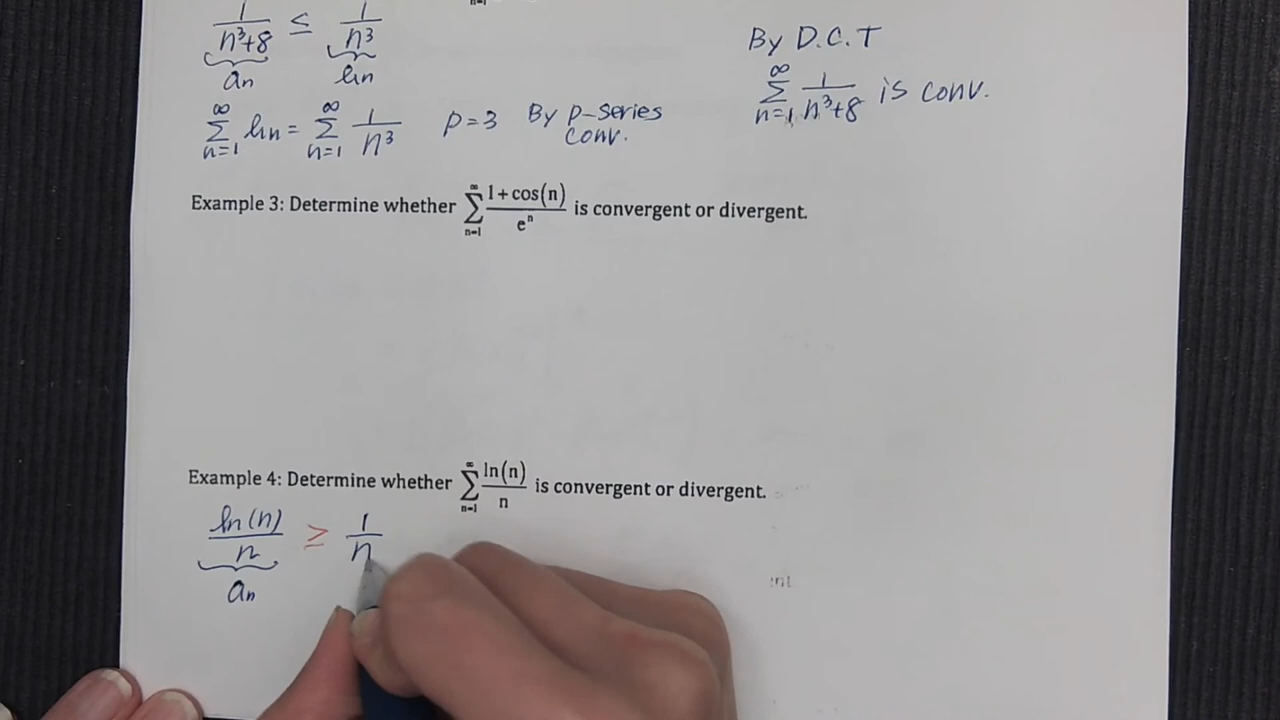 1/(n³+8) ≤ 1/n³
aₙ bₙ
∞ Σ n=1 bₙ = ∞ Σ n=1 1/n³ p=3 By p-series conv.
By D.C.T
∞ Σ n=1 1/(n³+8) is conv.
Example 3: Determine whether ∞ Σ n=1 (1+cos(n))/eⁿ is convergent or divergent.
Example 4: Determine whether ∞ Σ n=1 ln(n)/n is convergent or divergent.
ln(n)/n ≥ 1/n
aₙ